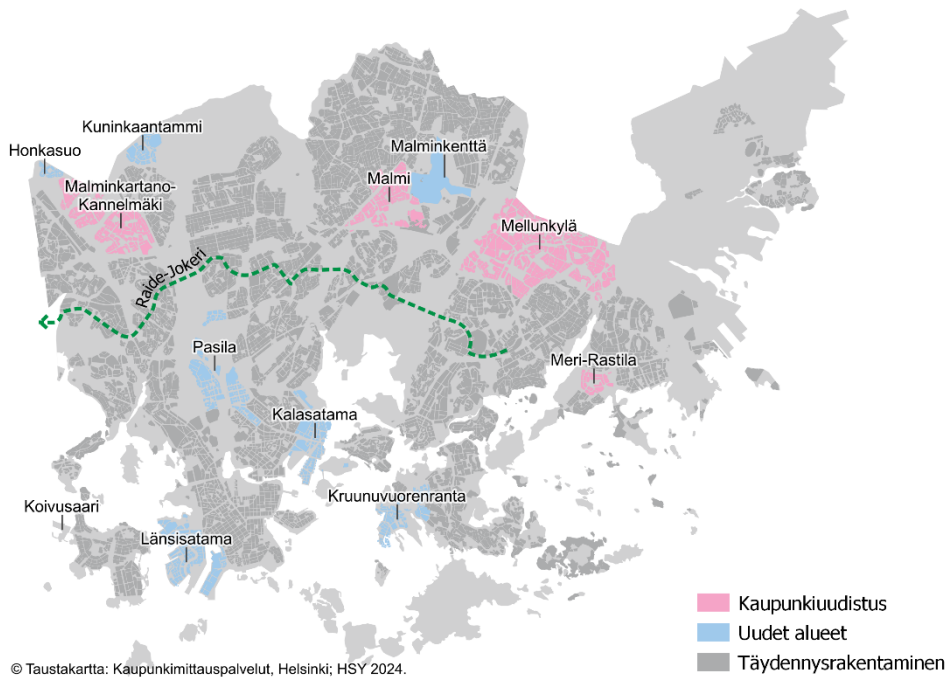 Kuninkaantammi
Honkasuo
Malminkenttä
Malminkartano-
Kannelmäki
Malmi
Mellunkylä
Raide-Jokeri
Pasila
Meri-Rastila
Kalasatama
Kruunuvuorenranta
Koivusaari
Länsisatama
Kaupunkiuudistus
Uudet alueet
Täydennysrakentaminen
© Taustakartta: Kaupunkimittauspalvelut, Helsinki; HSY 2024.